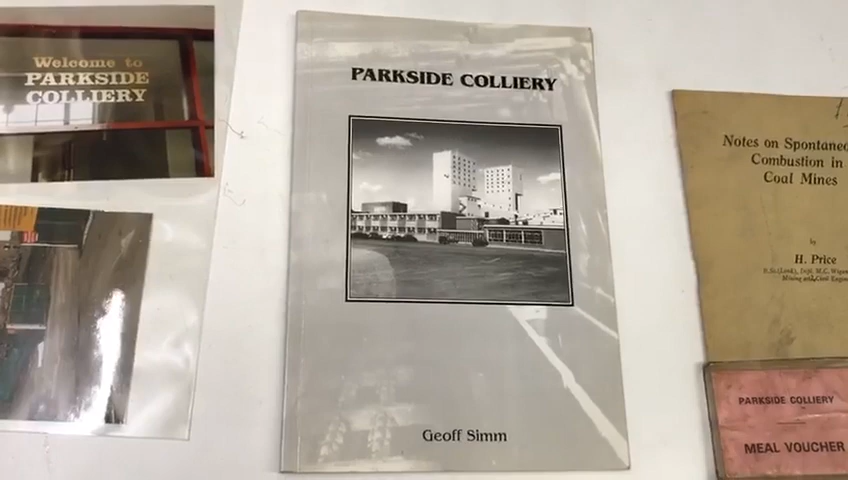 Welcome to
PARKSIDE
COLLIERY
PARKSIDE COLLIERY
Geoff Simm
Notes on
Combustion in
Coal Mines
by
H. Price
PARKSIDE COLLIERY
MEAL VOUCHER